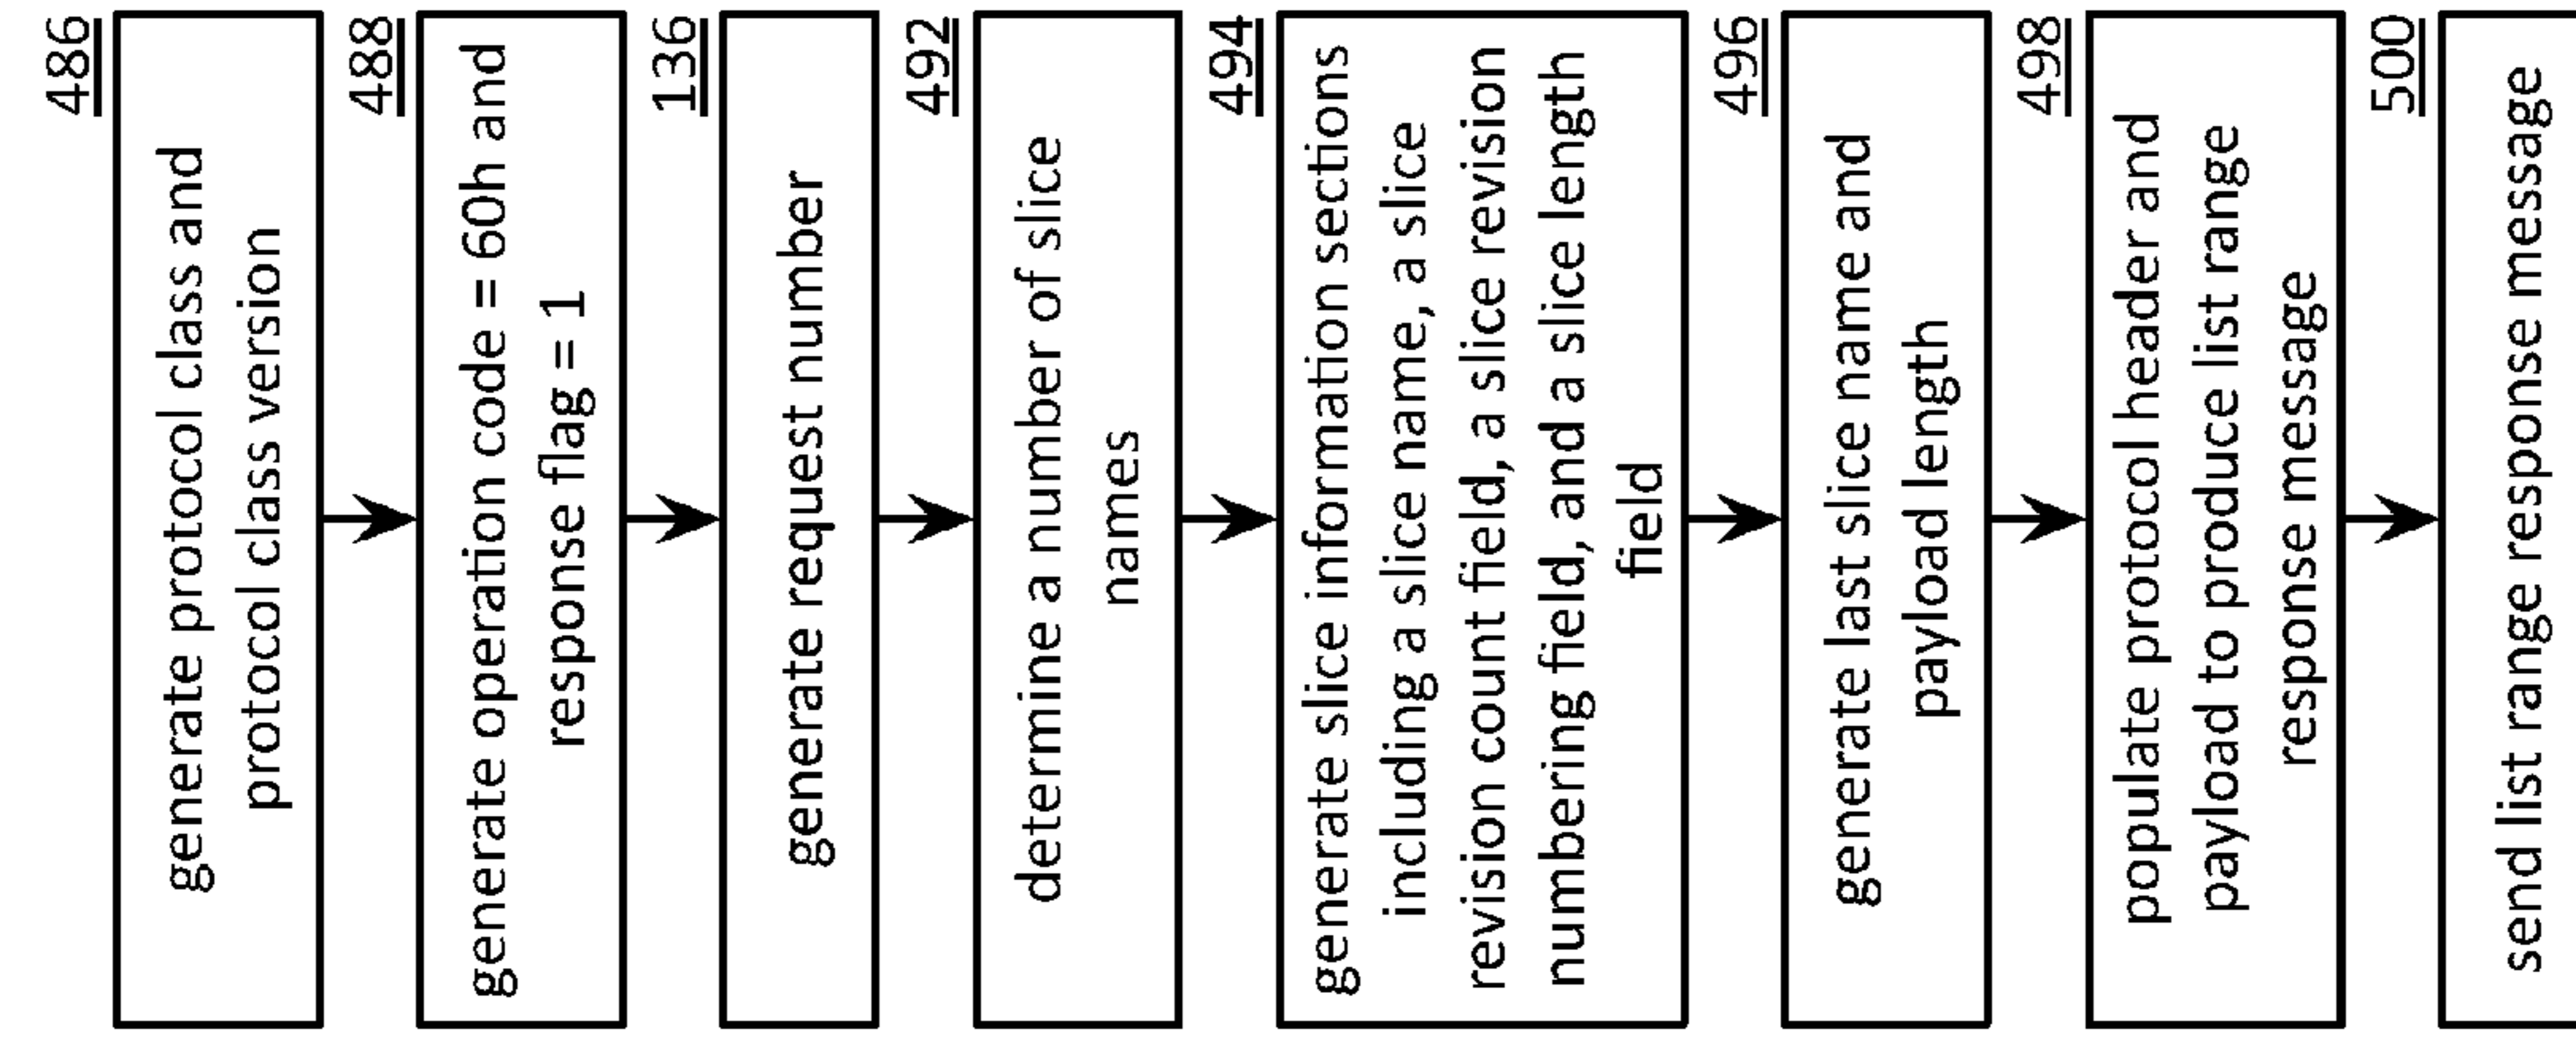 486
generate protocol class and
protocol class version
488
generate operation code = 60h and
response flag = 1
136
generate request number
492
determine a number of slice
names
494
generate slice information sections
including a slice name, a slice
revision count field, a slice revision
numbering field, and a slice length
field
496
generate last slice name and
payload length
498
populate protocol header and
payload to produce list range
response message
500
send list range response message